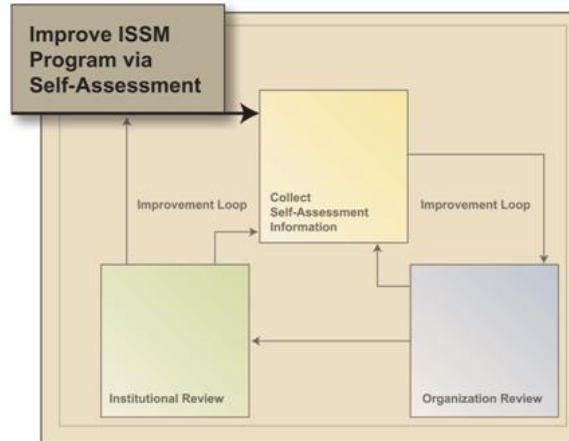 Improve ISSM
Program via
Self-Assessment
Collect
Self-Assessment
Information
Improvement Loop
Improvement Loop
Institutional Review
Organization Review